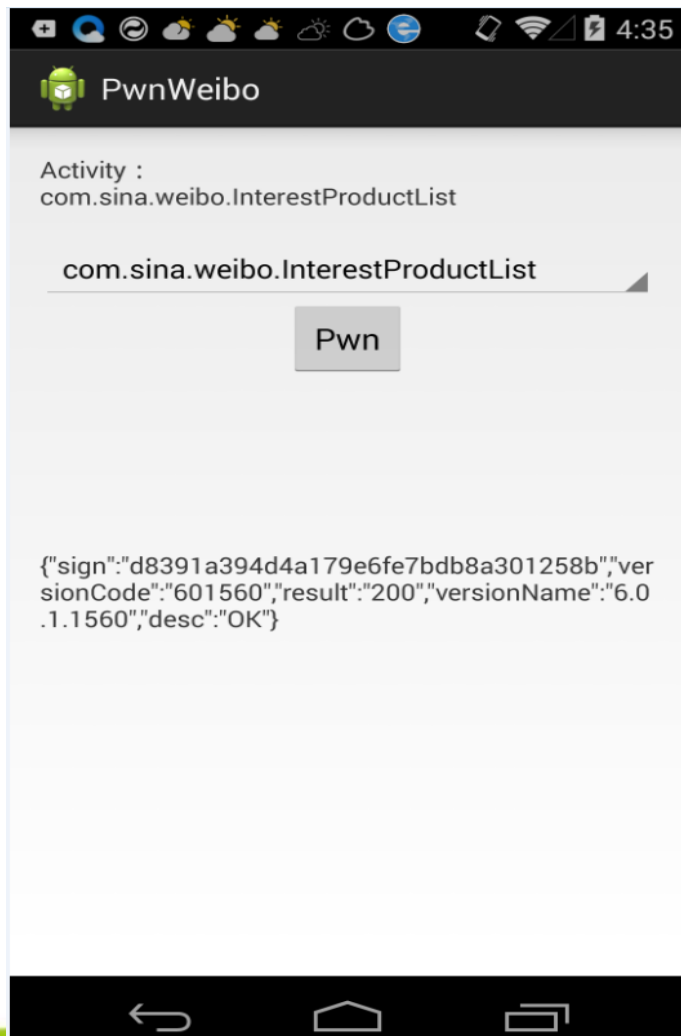 4:35
PwnWeibo
Activity：
com.sina.weibo.InterestProductList
com.sina.weibo.InterestProductList
Pwn
{"sign":"d8391a394d4a179e6fe7bdb8a301258b","ver
sionCode":"601560","result":"200","versionName":"6.0
.1.1560","desc":"OK"}